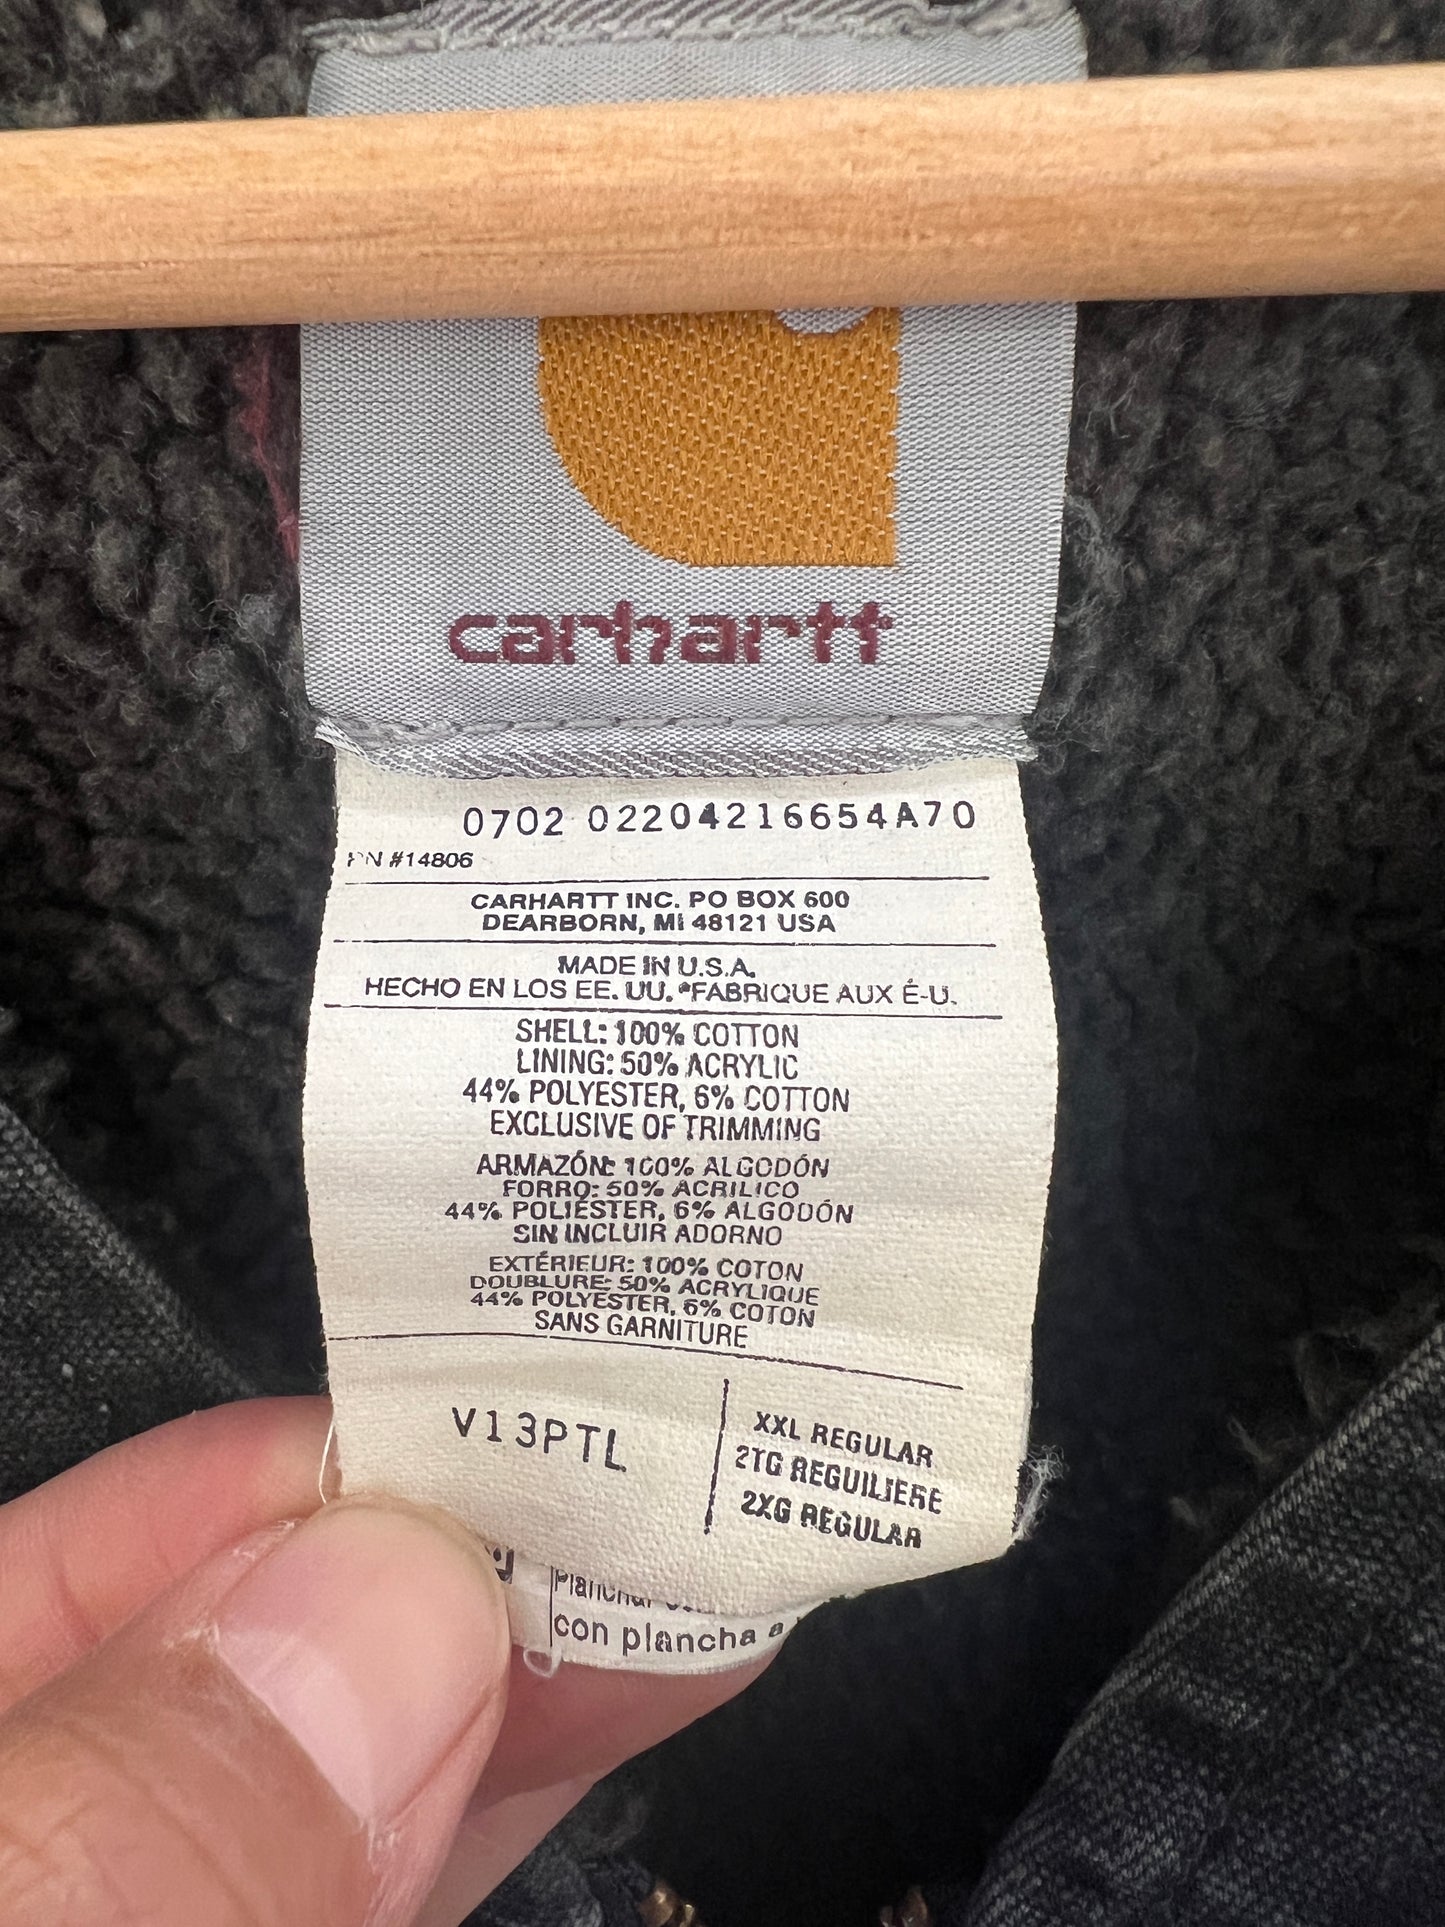 carhartt
0702 02204216654A70
RN #14806
CARHARTT INC. PO BOX 600
DEARBORN, MI 48121 USA
MADE IN U.S.A.
HECHO EN LOS EE. UU. *FABRIQUE AUX É-U.
SHELL: 100% COTTON
LINING: 50% ACRYLIC
44% POLYESTER, 6% COTTON
EXCLUSIVE OF TRIMMING
ARMAZÓN: 100% ALGODÓN
FORRO: 50% ACRILICO
44% POLIÉSTER, 6% ALGODÓN
SIN INCLUIR ADORNO
EXTÉRIEUR: 100% COTON
DOUBLURE: 50% ACRYLIQUE
44% POLYESTER, 6% COTON
SANS GARNITURE
V13PTL
XXL REGULAR
2TG REGUILIERE
2XG REGULAR
con plancha a